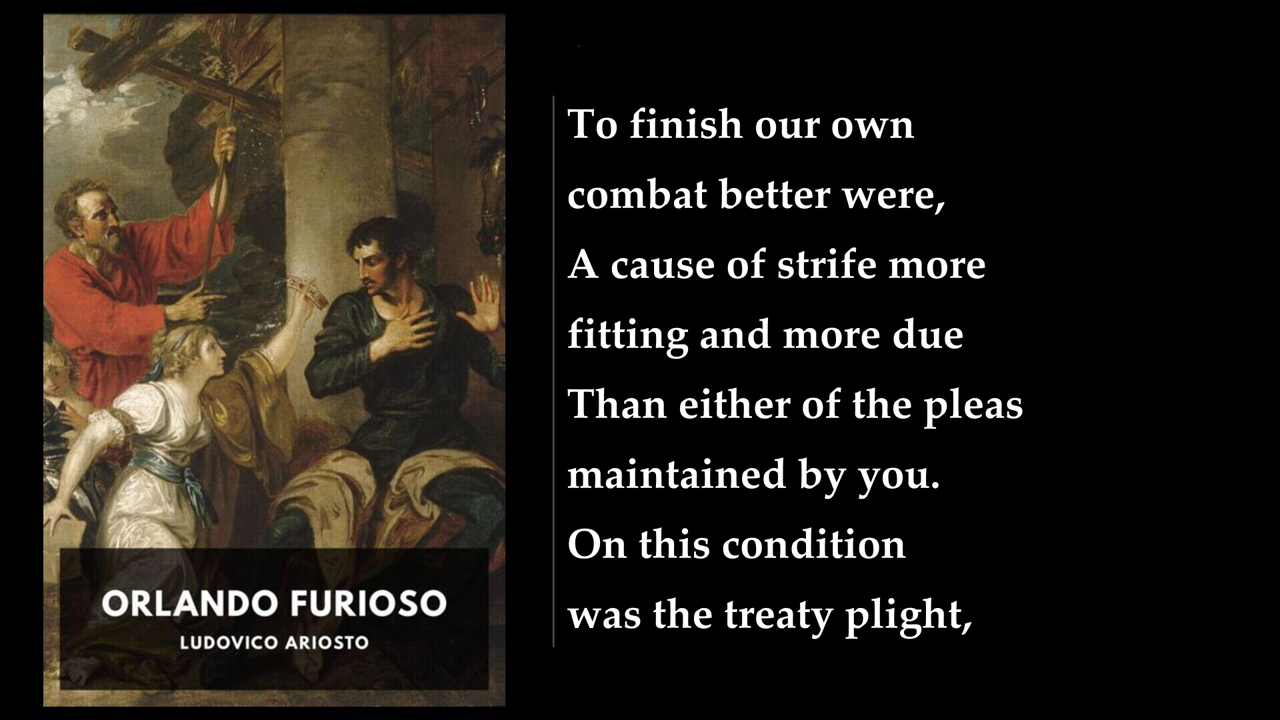 ORLANDO FURIOSO
LUDOVICO ARIOSTO
To finish our own
combat better were,
A cause of strife more
fitting and more due
Than either of the pleas
maintained by you.
On this condition
was the treaty plight,